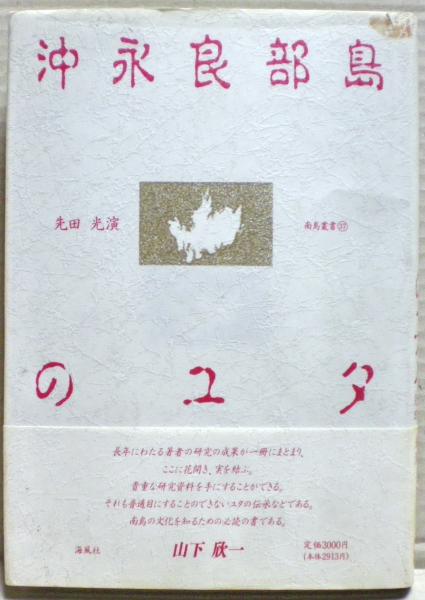 沖永良部島
先田 光演
南島叢書㊲
のユタ
長年にわたる著者の研究の成果が一冊にまとまり、
ここに花開き、実を結ぶ。
貴重な研究資料を手にすることができる。
それも普通目にすることのできないユタの伝承などである。
南島の文化を知るための必読の書である。
海風社
山下 欣一
定価3000円
(本体2913円)